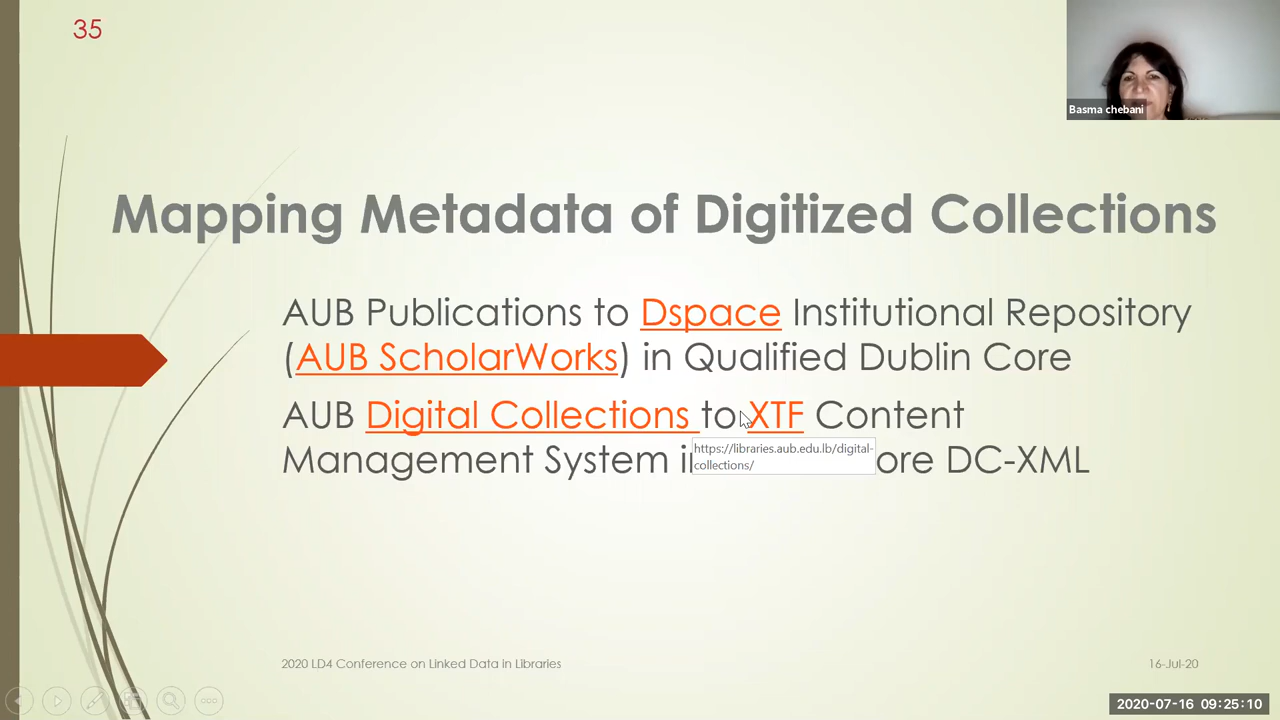 35
Basma chebani
Mapping Metadata of Digitized Collections
AUB Publications to Dspace Institutional Repository
(AUB ScholarWorks) in Qualified Dublin Core
AUB Digital Collections to XTF Content
Management System ore DC-XML
https://libraries.aub.edu.lb/digital-
collections/
2020 LD4 Conference on Linked Data in Libraries
16-Jul-20
2020-07-16 09:25:10